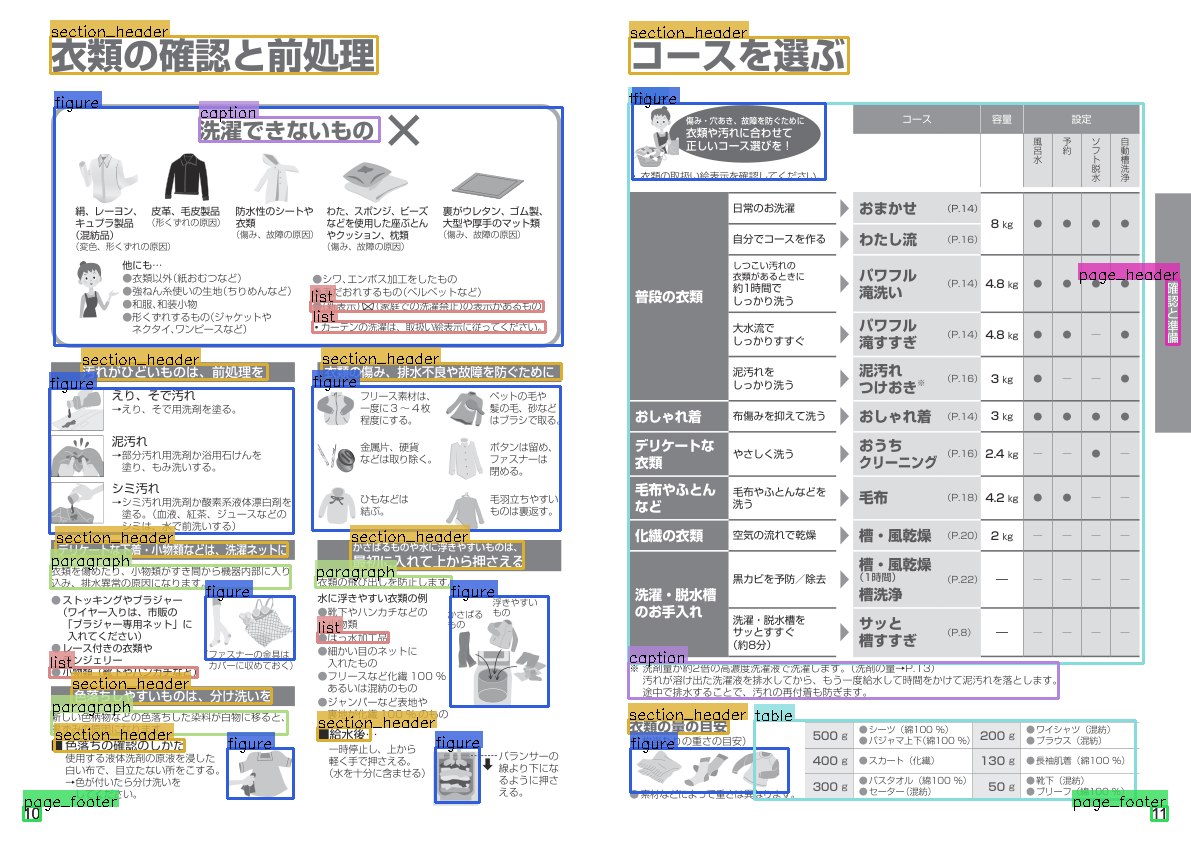 section_header
衣類の確認と前処理
figure
caption
洗濯できないもの
絹、レーヨン、
キュプラ製品
（混紡品）
（変色、形くずれの原因）
皮革、毛皮製品
（形くずれの原因）
防水性のシートや
衣類
（傷み、故障の原因）
わた、スポンジ、ビーズ
などを使用した座ぶとん
やクッション、枕類
（傷み、故障の原因）
裏がウレタン、ゴム製、
大型や厚手のマット類
（傷み、故障の原因）
他にも…
●衣類以外（紙おむつなど）
●強ねん糸使いの生地（ちりめんなど）
●和服、和装小物
●形くずれするもの（ジャケットや
ネクタイ、ワンピースなど）
●シワ、エンボス加工をしたもの
おれするもの（ベルベットなど）
list
（家庭での洗濯禁止）の表示があるもの
list
・カーテンの洗濯は、取扱い絵表示に従ってください。
section_header
汚れがひどいものは、前処理を
figure
えり、そで汚れ
→えり、そで用洗剤を塗る。
泥汚れ
→部分汚れ用洗剤か浴用石けんを
塗り、もみ洗いする。
シミ汚れ
→シミ汚れ用洗剤か酸素系液体漂白剤を
塗る。（血液、紅茶、ジュースなどの
シミは、水で前洗いする）
section_header
衣類の傷み、排水不良や故障を防ぐために
figure
フリース素材は、
一度に３～４枚
程度にする。
ペットの毛や
髪の毛、砂など
はブラシで取る。
金属片、硬貨
などは取り除く。
ボタンは留め、
ファスナーは
閉める。
ひもなどは
結ぶ。
毛羽立ちやすい
ものは裏返す。
section_header
デリケートな下着・小物類などは、洗濯ネットに
paragraph
衣類を傷めたり、小物類がすき間から機器内部に入り
込み、排水異常の原因になります。
●ストッキングやブラジャー
（ワイヤー入りは、市販の
「ブラジャー専用ネット」に
入れてください）
●レース付きの衣類や
ンジェリー
list
●小物類（靴下やハンカチなど）
figure
ファスナーの金具は
カバーに収めておく）
section_header
色落ちしやすいものは、分け洗いを
paragraph
新しい色柄物などの色落ちした染料が白物に移ると、
section_header
■色落ちの確認のしかた
使用する液体洗剤の原液を浸した
白い布で、目立たない所をこする。
→色が付いたら分け洗いを
してください。
figure
section_header
かさばるものや水に浮きやすいものは、
最初に入れて上から押さえる
paragraph
衣類の飛び出しを防止します。
水に浮きやすい衣類の例
●靴下やハンカチなどの
物類
list
●はっ水加工品
●細かい目のネットに
入れたもの
●フリースなど化繊 100 %
あるいは混紡のもの
●ジャンパーなど表地や
figure
浮きやすい
もの
かさばる
もの
section_header
■給水後…
一時停止し、上から
軽く手で押さえる。
（水を十分に含ませる）
figure
バランサーの
線より下にな
るように押さ
える。
page_footer
10
section_header
コースを選ぶ
figure
傷み・穴あき、故障を防ぐために
衣類や汚れに合わせて
正しいコース選びを！
・衣類の取扱い絵表示を確認してください
コース 容量 設定
風呂水 予約 ソフト脱水 自動槽洗浄
普段の衣類 日常のお洗濯 おまかせ （P.14） 8 kg ● ● ● ●
自分でコースを作る わたし流 （P.16）
しつこい汚れの
衣類があるときに
約1時間で
しっかり洗う パワフル
滝洗い （P.14） 4.8 kg ● ● ● ●
大水流で
しっかりすすぐ パワフル
滝すすぎ （P.14） 4.8 kg ● ● － ●
泥汚れを
しっかり洗う 泥汚れ
つけおき※ （P.16） 3 kg ● － － ●
おしゃれ着 布傷みを抑えて洗う おしゃれ着 （P.14） 3 kg ● ● ● ●
デリケートな
衣類 やさしく洗う おうち
クリーニング （P.16） 2.4 kg － － ● －
毛布やふとん
など 毛布やふとんなどを
洗う 毛布 （P.18） 4.2 kg ● ● － －
化繊の衣類 空気の流れで乾燥 槽・風乾燥 （P.20） 2 kg － － － －
洗濯・脱水槽
のお手入れ 黒カビを予防／除去 槽・風乾燥
（1時間）
槽洗浄 （P.22） － － － － －
洗濯・脱水槽を
サッとすすぐ
（約8分） サッと
槽すすぎ （P.8） － － － － －
page_header
確認と準備
caption
※ 洗剤量が約2倍の高濃度洗濯液で洗濯します。（洗剤の量→P.13）
汚れが溶け出た洗濯液を排水してから、もう一度給水して時間をかけて泥汚れを落とします。
途中で排水することで、汚れの再付着も防ぎます。
section_header
衣類の量の目安
の重さの目安）
figure
●素材などによって重さは異なります。
table
500 g ●シーツ（綿100 %）
●パジャマ上下（綿100 %） 200 g ●ワイシャツ（混紡）
●ブラウス（混紡）
400 g ●スカート（化繊） 130 g ●長袖肌着（綿100 %）
300 g ●バスタオル（綿100 %）
●セーター（混紡） 50 g ●靴下（混紡）
●ブリーフ（綿100 %）
page_footer
11